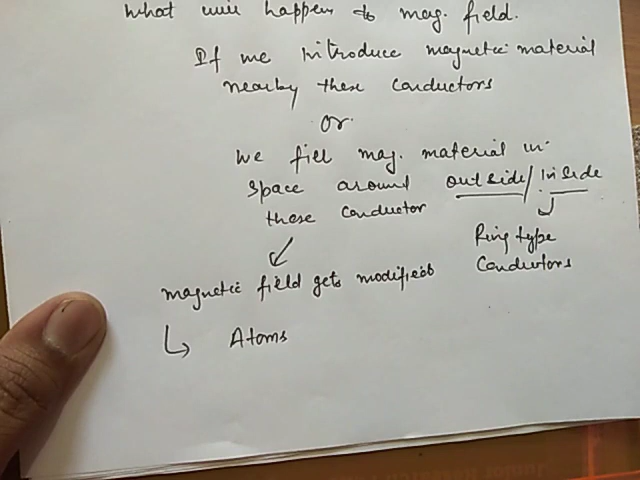 What will happen to mag. field.
If we introduce magnetic material
nearby these conductors
or
we fill mag. material in
space around outside/inside
these conductor
Ring type
Conductors
magnetic field gets modified
Atoms